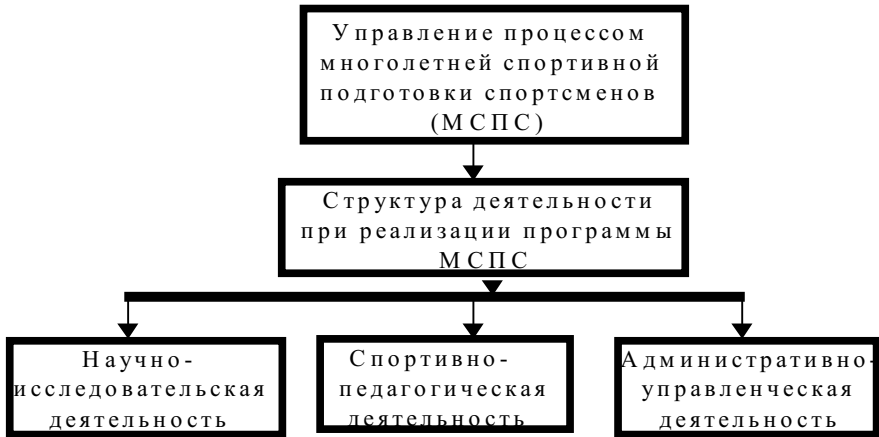 Управление процессом
многолетней спортивной
подготовки спортсменов
(МСПС)
Структура деятельности
при реализации программы
МСПС
Научно-
исследовательская
деятельность
Спортивно-
педагогическая
деятельность
Административно-
управленческая
деятельность